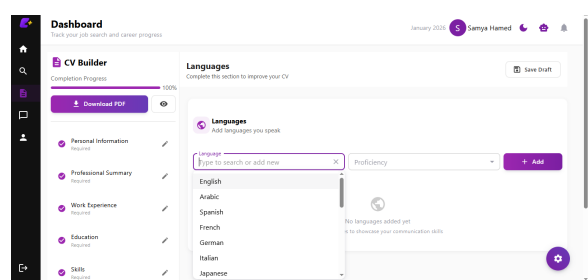 Dashboard
Track your job search and career progress
January 2026
S
Samya Hamed
CV Builder
Completion Progress
100%
Download PDF
Personal Information
Required
Professional Summary
Required
Work Experience
Required
Education
Required
Skills
Required
Languages
Complete this section to improve your CV
Save Draft
Languages
Add languages you speak
Language
Type to search or add new
Proficiency
+ Add
English
Arabic
Spanish
French
German
Italian
Japanese
No languages added yet
to showcase your communication skills